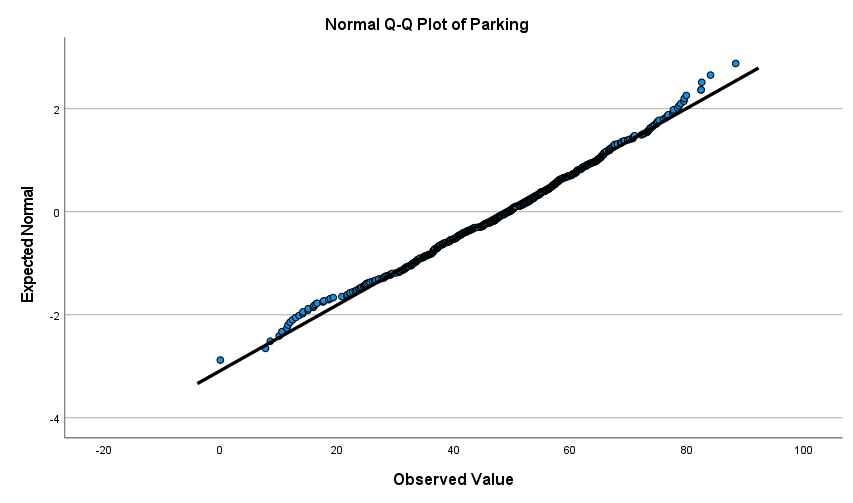 Normal Q-Q Plot of Parking
Expected Normal
2
0
-2
-4
-20 0 20 40 60 80 100
Observed Value